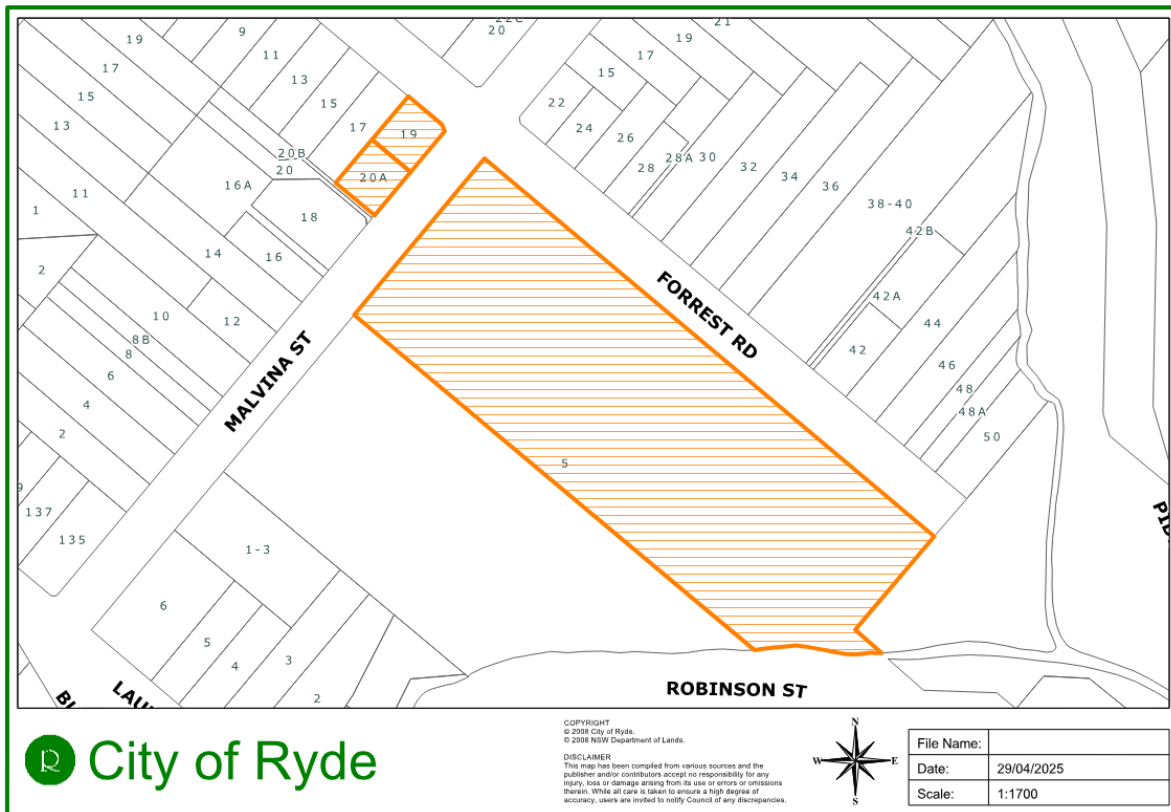 19
9
22C
20
21
19
17
11
17
15
13
15
13
15
22
17
19
24
26
20B
28A
30
28
20
20A
32
16A
34
11
36
18
1
38-40
42B
14
16
2
42A
10
12
44
8B
42
8
46
6
48
48A
4
50
2
FORREST RD
MALVINA ST
5
9
137
135
1-3
6
5
4
3
2
ROBINSON ST
City of Ryde
COPYRIGHT
© 2008 City of Ryde.
© 2008 NSW Department of Lands.
DISCLAIMER
This map has been compiled from various sources and the
publisher and/or contributors accept no responsibility for any
injury, loss or damage arising from its use or errors or omissions
therein. While all care is taken to ensure a high degree of
accuracy, users are invited to notify Council of any discrepancies.
N
W E
S
File Name:
Date: 29/04/2025
Scale: 1:1700